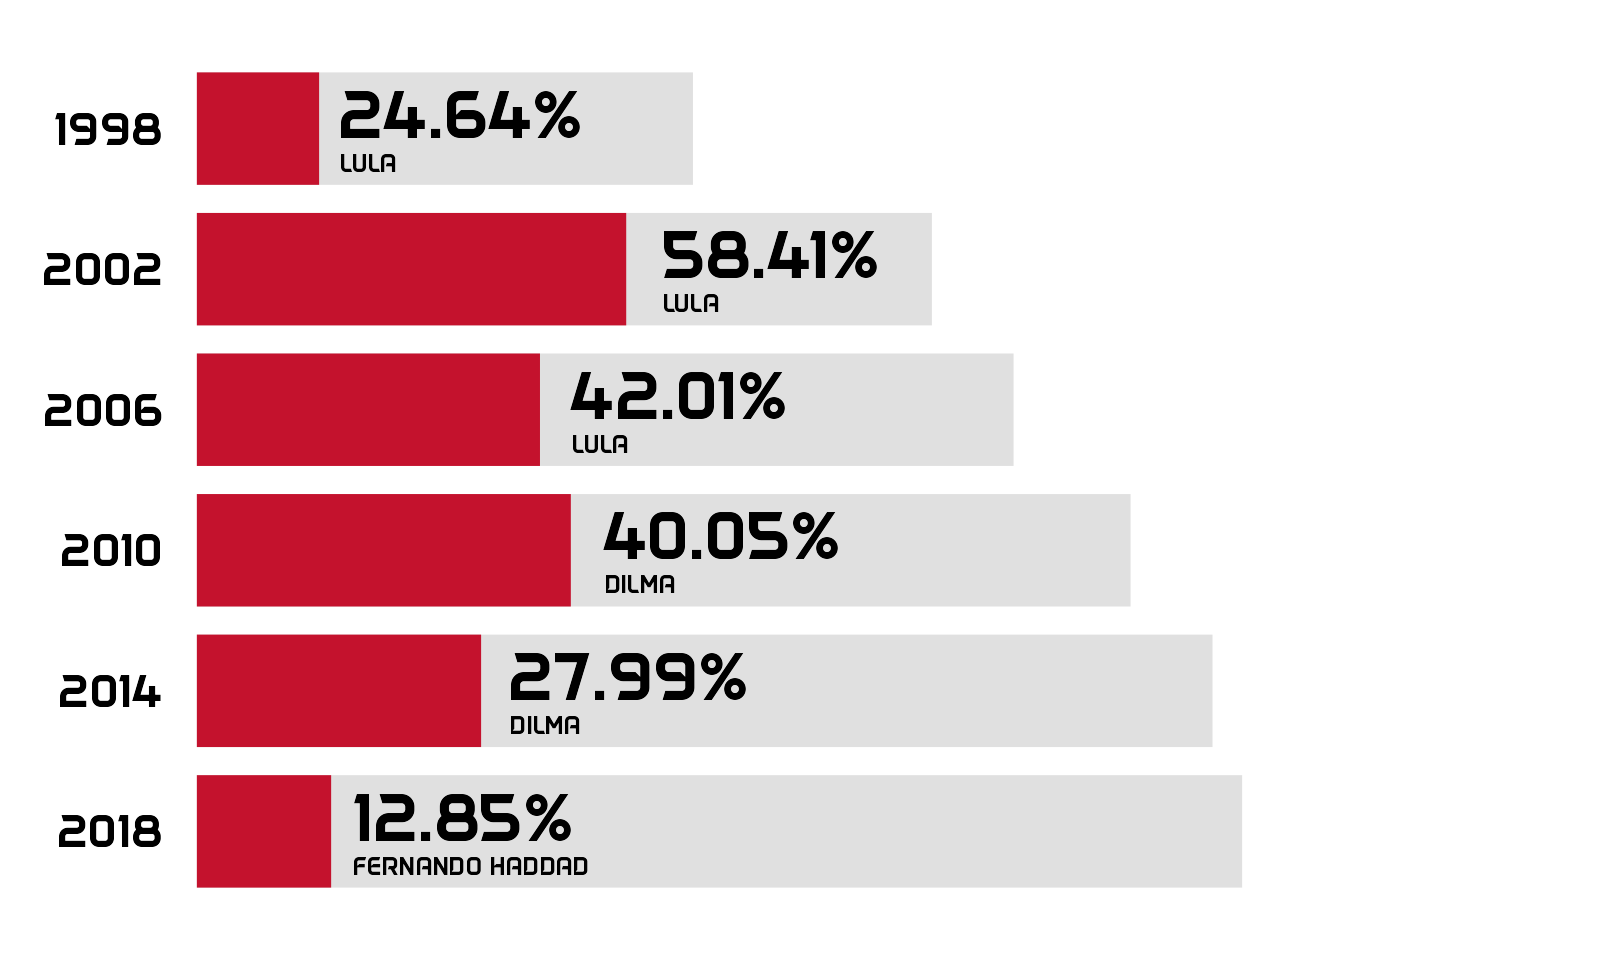 1998
24.64%
LULA
2002
58.41%
LULA
2006
42.01%
LULA
2010
40.05%
DILMA
2014
27.99%
DILMA
2018
12.85%
FERNANDO HADDAD